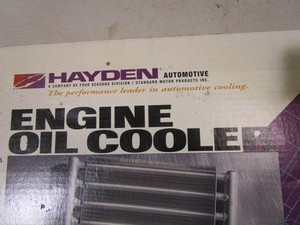 HAYDEN AUTOMOTIVE
A COMPANY OF FOUR SEASONS DIVISION / STANDARD MOTOR PRODUCTS INC.
The performance leader in automotive cooling.
ENGINE
OIL COOLER